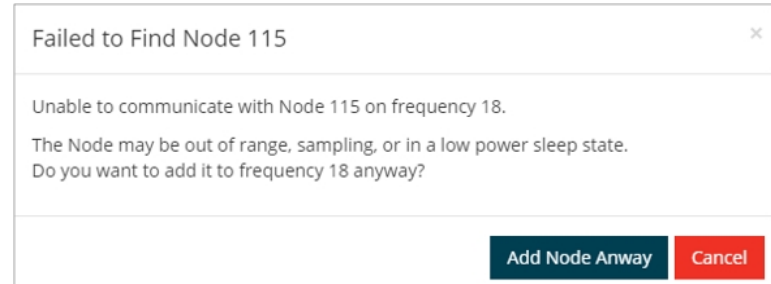 Failed to Find Node 115
×
Unable to communicate with Node 115 on frequency 18.
The Node may be out of range, sampling, or in a low power sleep state.
Do you want to add it to frequency 18 anyway?
Add Node Anway
Cancel